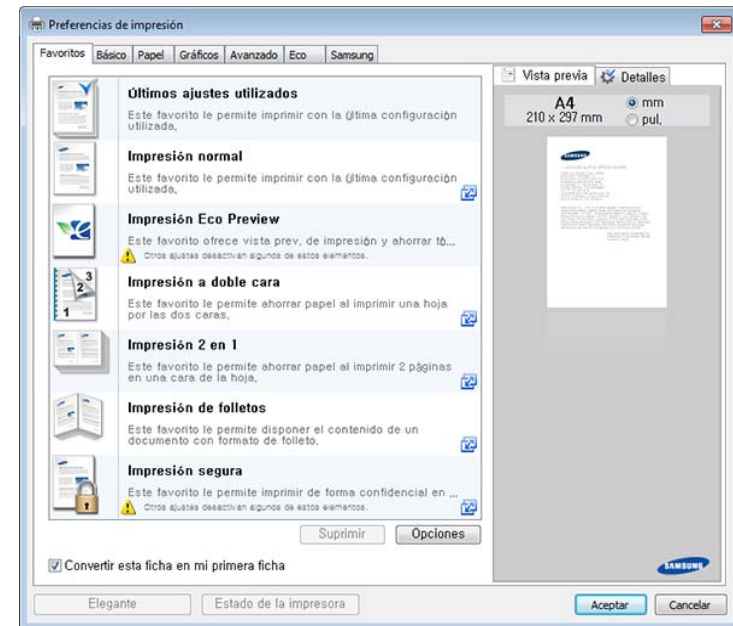 Preferencias de impresión
Favoritos Básico Papel Gráficos Avanzado Eco Samsung
Últimos ajustes utilizados
Este favorito le permite imprimir con la última configuración
utilizada,
Impresión normal
Este favorito le permite imprimir con la última configuración
utilizada,
Impresión Eco Preview
Este favorito ofrece vista prev, de impresión y ahorrar tó...
Otros ajustes desactivan algunos de estos elementos.
Impresión a doble cara
Este favorito le permite ahorrar papel al imprimir una hoja
por las dos caras,
Impresión 2 en 1
Este favorito le permite ahorrar papel al imprimir 2 páginas
en una cara de la hoja,
Impresión de folletos
Este favorito le permite disponer el contenido de un
documento con formato de folleto,
Impresión segura
Este favorito le permite imprimir de forma confidencial en ...
Otros ajustes desactivan algunos de estos elementos.
Suprimir Opciones
Convertir esta ficha en mi primera ficha
Elegante Estado de la impresora
Vista previa Detalles
A4
210 x 297 mm
mm
pul,
SAMSUNG
SAMSUNG
Aceptar Cancelar
1
2
3